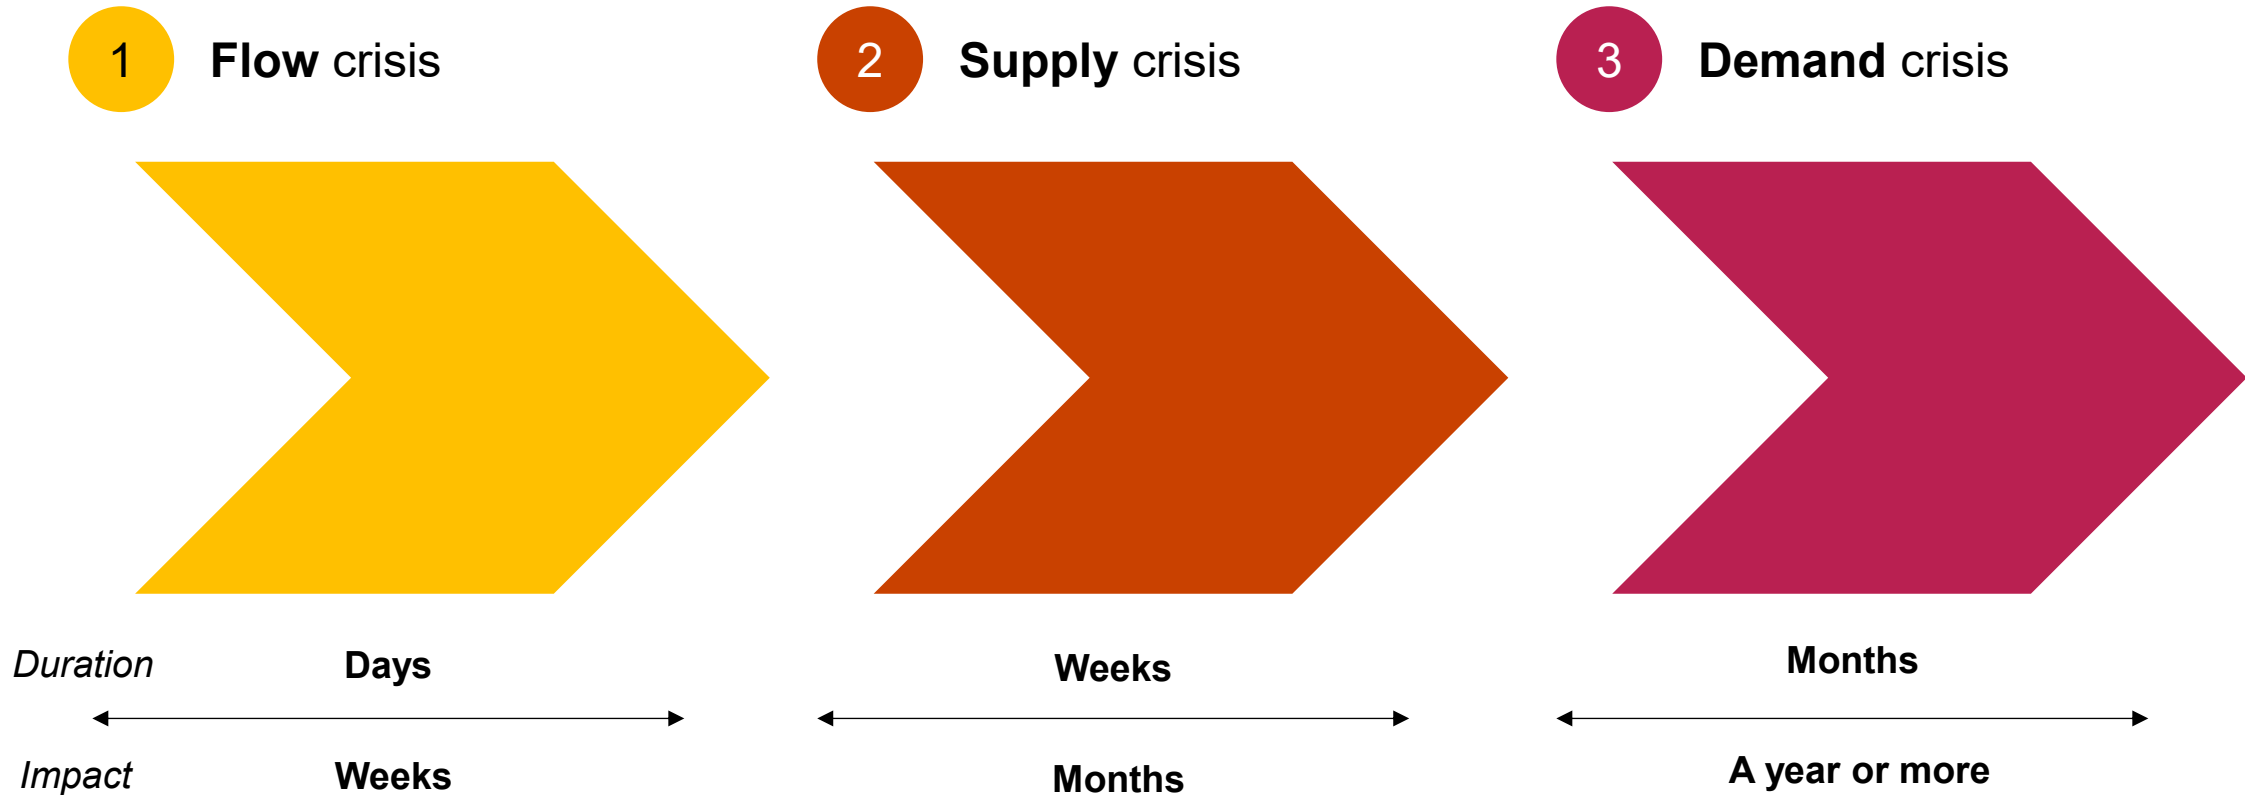 1 Flow crisis
2 Supply crisis
3 Demand crisis
Duration Days Weeks Months
Impact Weeks Months A year or more